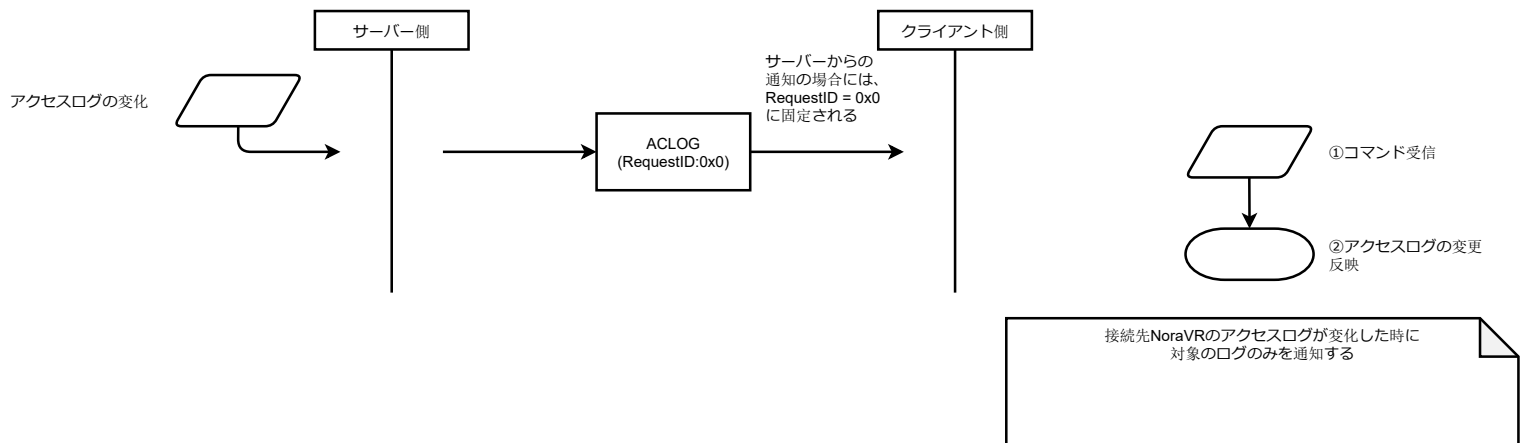 サーバー側
クライアント側
アクセスログの変化
サーバーからの
通知の場合には、
RequestID = 0x0
に固定される
ACLOG
(RequestID:0x0)
①コマンド受信
②アクセスログの変更
反映
接続先NoraVRのアクセスログが変化した時に
対象のログのみを通知する